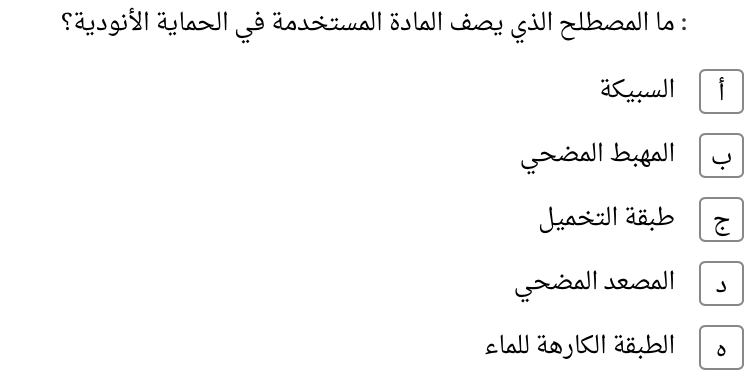 : ما المصطلح الذي يصف المادة المستخدمة في الحماية الأنودية؟
أ السبيكة
ب المهبط المضحي
ج طبقة التخميل
د المصعد المضحي
ه الطبقة الكارهة للماء